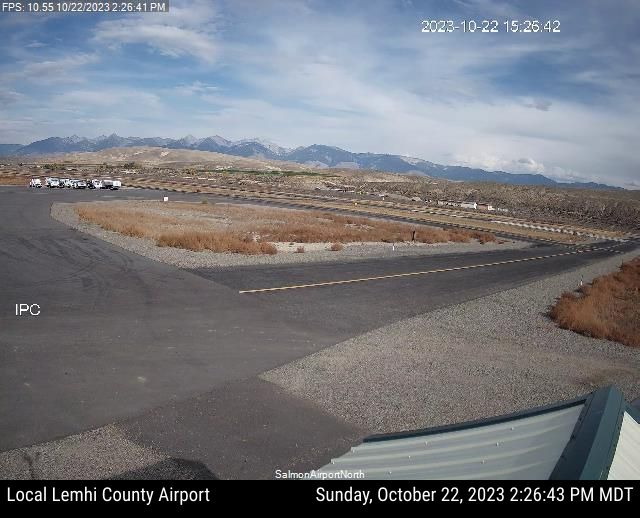 FPS: 10.55 10/22/2023 2:26:41 PM
2023-10-22 15:26:42
IPC
SalmonAirportNorth
Local Lemhi County Airport Sunday, October 22, 2023 2:26:43 PM MDT